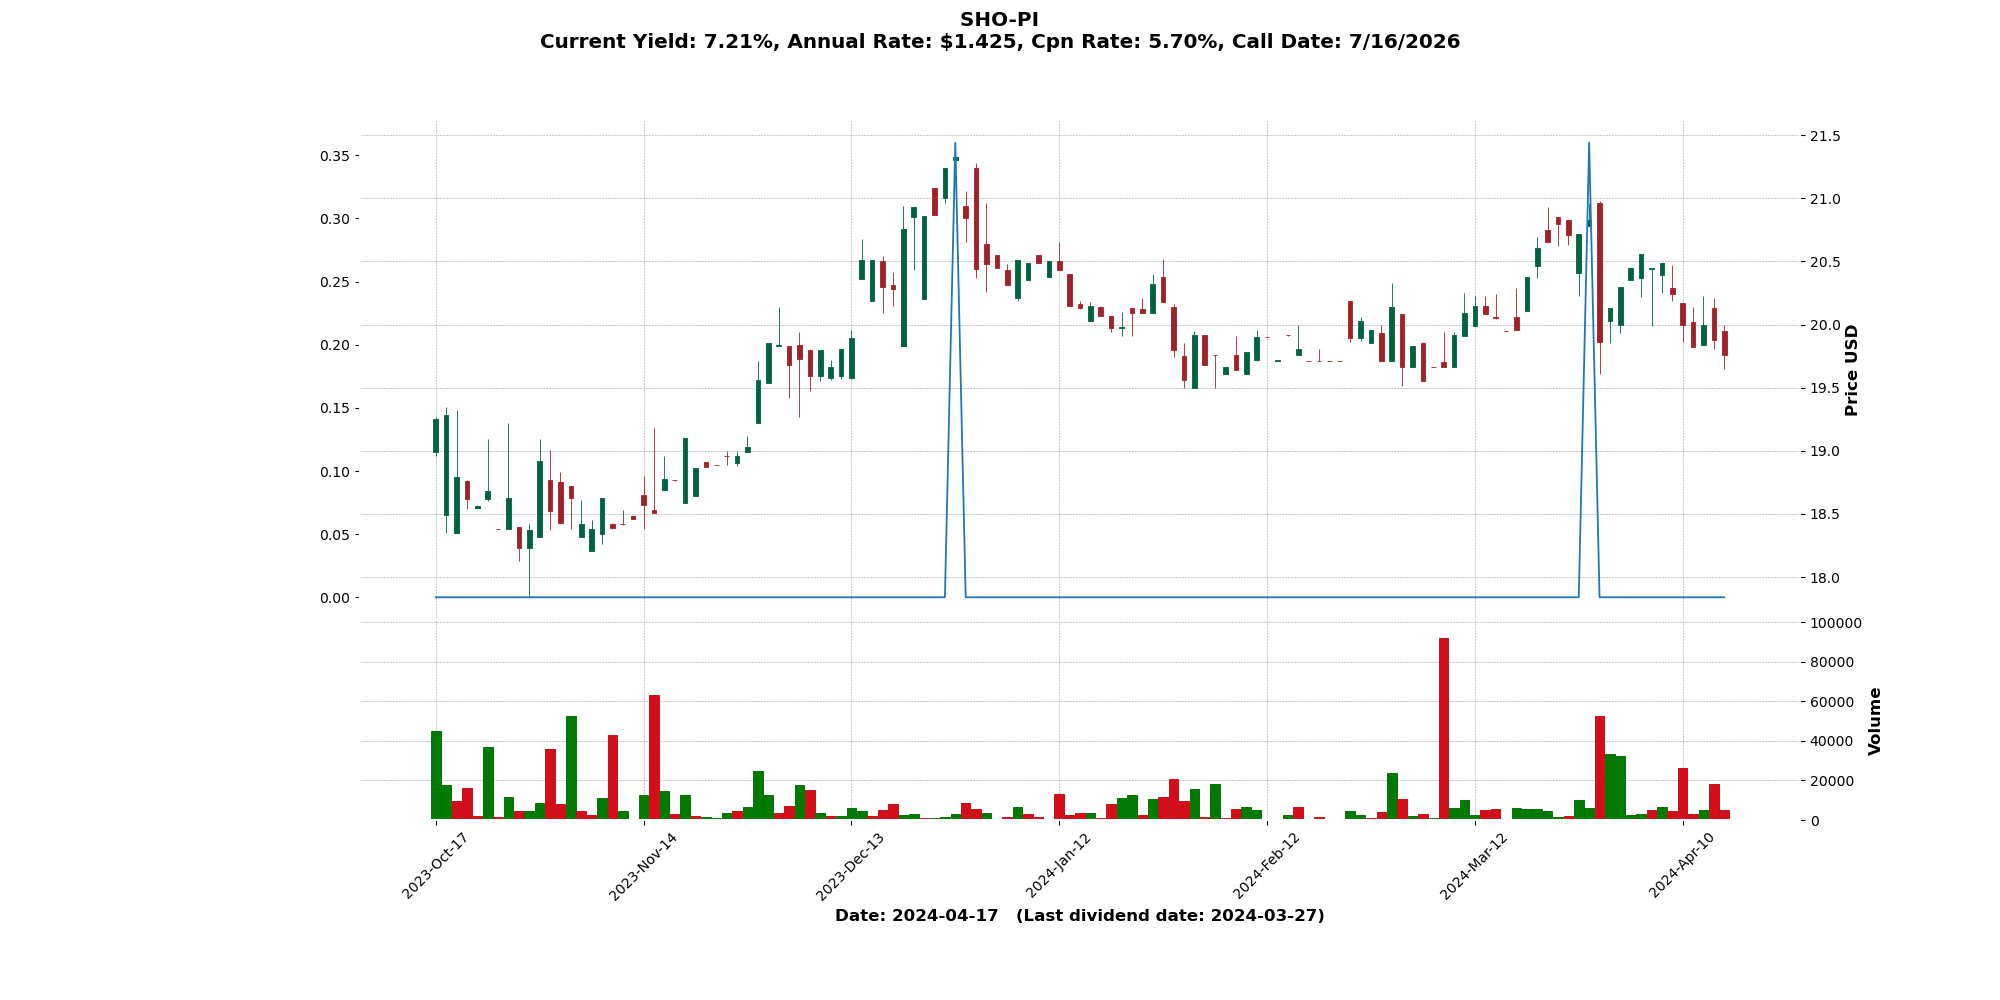 SHO-PI
Current Yield: 7.21%, Annual Rate: $1.425, Cpn Rate: 5.70%, Call Date: 7/16/2026
0.35
0.30
0.25
0.20
0.15
0.10
0.05
0.00
21.5
21.0
20.5
20.0
19.5
19.0
18.5
18.0
Price USD
100000
80000
60000
40000
20000
0
Volume
2023-Oct-17
2023-Nov-14
2023-Dec-13
2024-Jan-12
2024-Feb-12
2024-Mar-12
2024-Apr-10
Date: 2024-04-17 (Last dividend date: 2024-03-27)